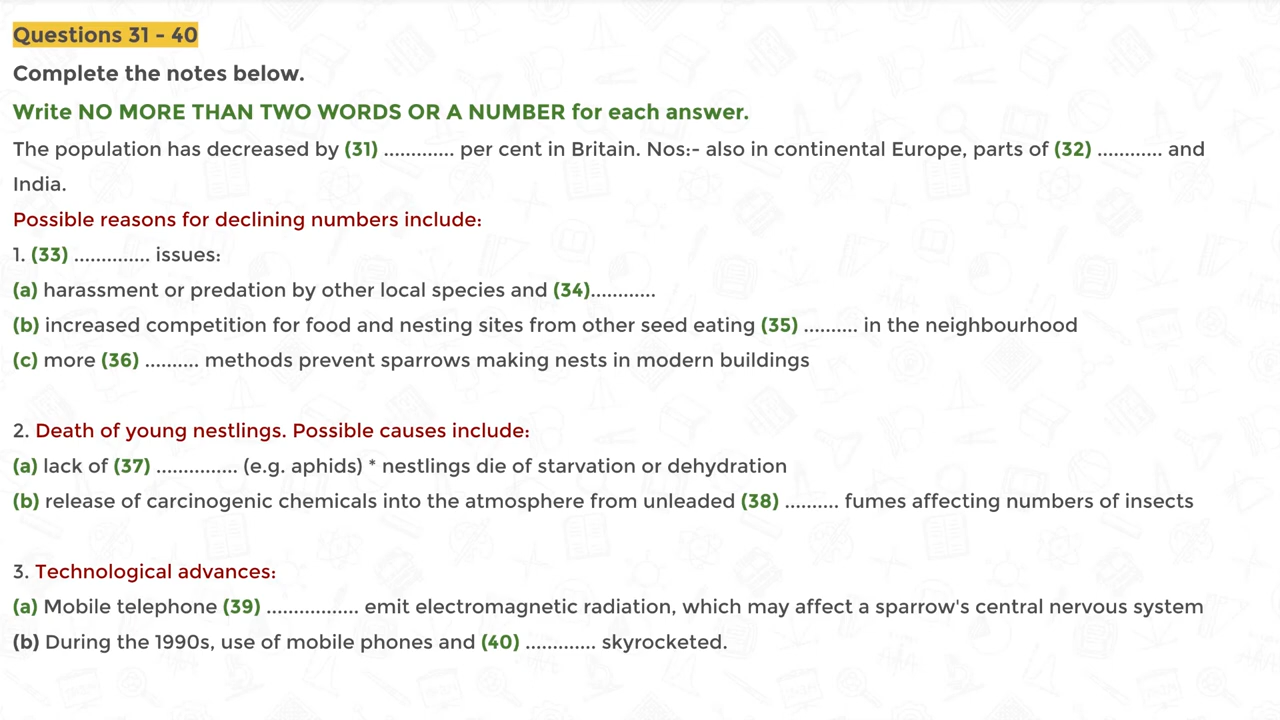 Questions 31 - 40
Complete the notes below.
Write NO MORE THAN TWO WORDS OR A NUMBER for each answer.
The population has decreased by (31) ............. per cent in Britain. Nos:- also in continental Europe, parts of (32) ............ and
India.
Possible reasons for declining numbers include:
1. (33) .............. issues:
(a) harassment or predation by other local species and (34)............
(b) increased competition for food and nesting sites from other seed eating (35) ......... in the neighbourhood
(c) more (36) ......... methods prevent sparrows making nests in modern buildings
2. Death of young nestlings. Possible causes include:
(a) lack of (37) ............... (e.g. aphids) * nestlings die of starvation or dehydration
(b) release of carcinogenic chemicals into the atmosphere from unleaded (38) .......... fumes affecting numbers of insects
3. Technological advances:
(a) Mobile telephone (39) ................. emit electromagnetic radiation, which may affect a sparrow's central nervous system
(b) During the 1990s, use of mobile phones and (40) ............. skyrocketed.